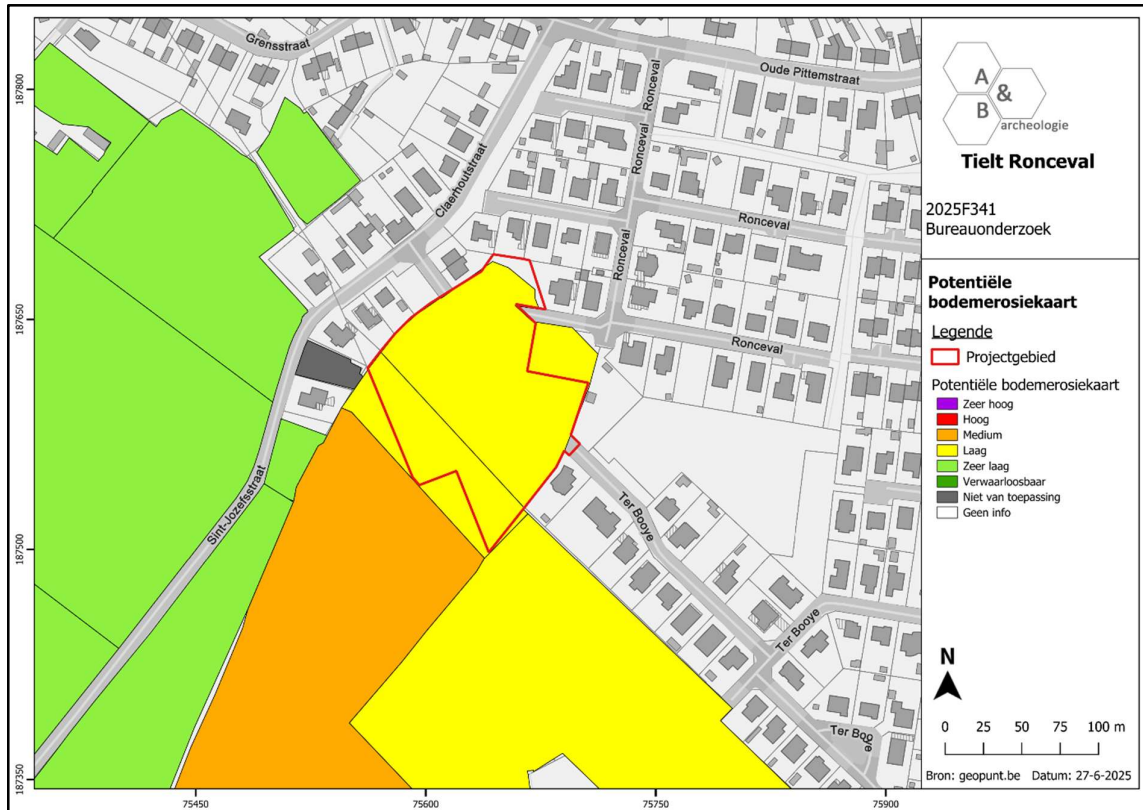 Grensstraat
Oude Pittemstraat
Claerhoutstraat
Ronceval
Ronceval
Ronceval
Ronceval
Ronceval
Sint-Jozefsstraat
Ter Booye
Ter Booye
Ter Booye
187800
187650
187500
187350
75450
75600
75750
75900
A
&
B
archeologie
Tielt Ronceval
2025F341
Bureauonderzoek
Potentiële
bodemerosiekaart
Legende
Projectgebied
Potentiële bodemerosiekaart
Zeer hoog
Hoog
Medium
Laag
Zeer laag
Verwaarloosbaar
Niet van toepassing
Geen info
N
0 25 50 75 100 m
Bron: geopunt.be Datum: 27-6-2025